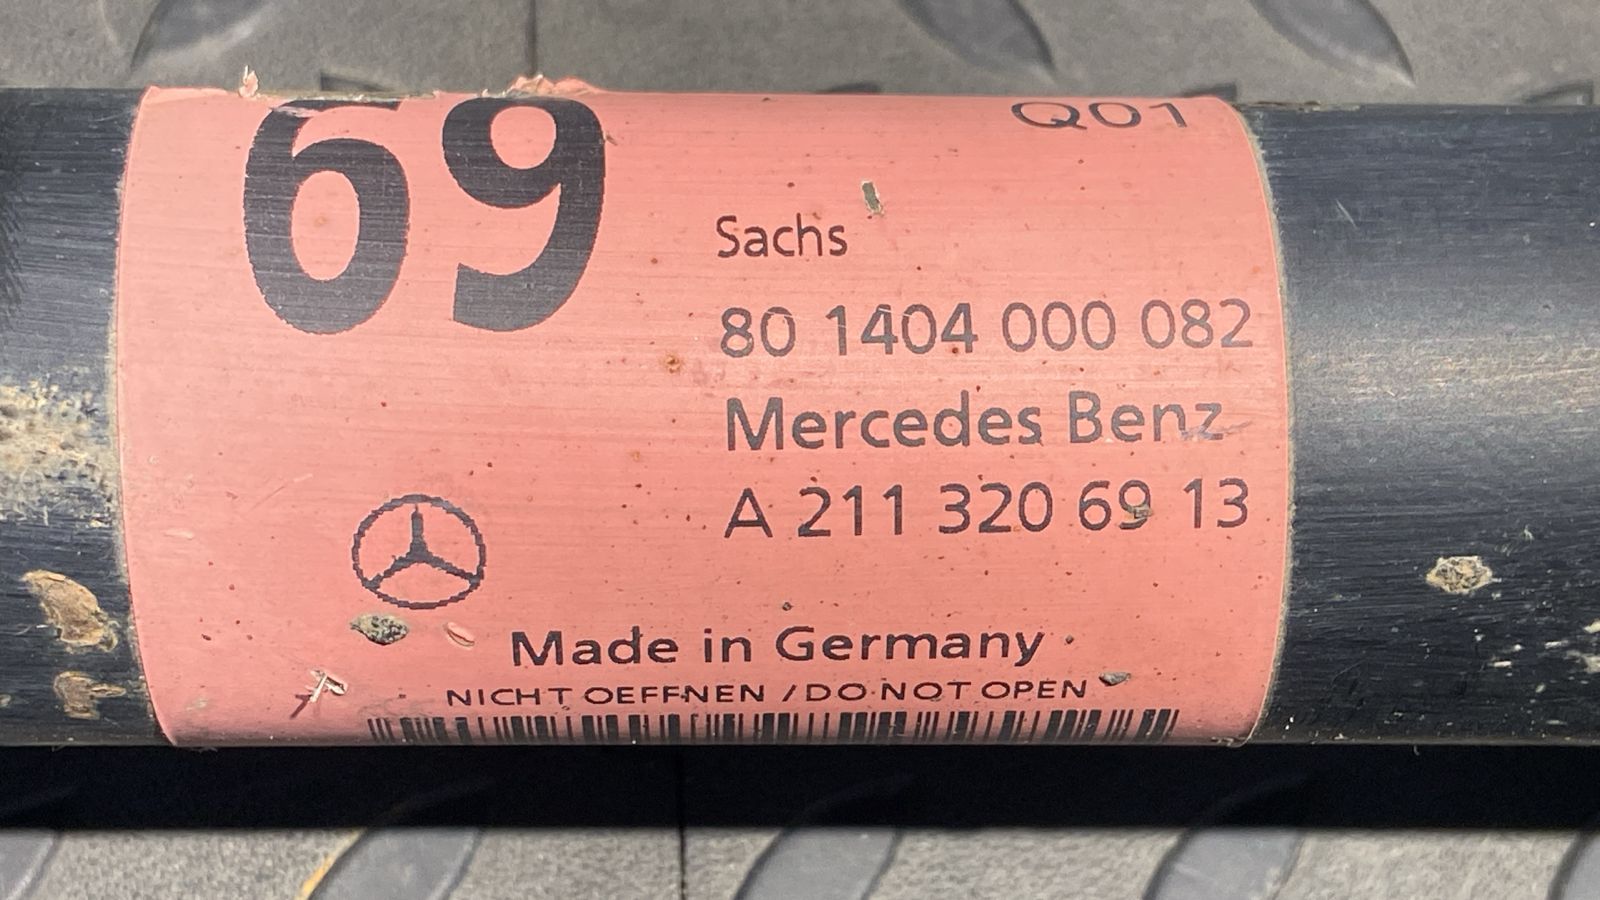 69
Q01
Sachs
80 1404 000 082
Mercedes Benz
A 211 320 69 13
Made in Germany
NICHT OEFFNEN / DO NOT OPEN